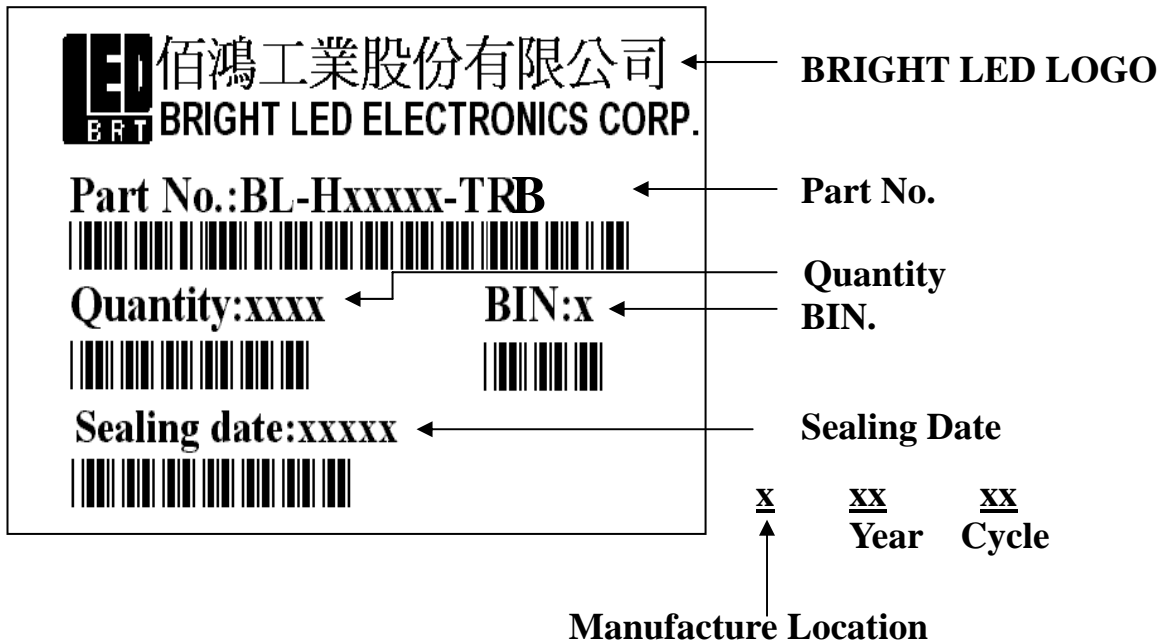 LED
BRT
佰鴻工業股份有限公司
BRIGHT LED ELECTRONICS CORP.
BRIGHT LED LOGO
Part No.:BL-Hxxxxx-TRB
Part No.
Quantity:xxxx
BIN:x
Quantity
BIN.
Sealing date:xxxxx
Sealing Date
x xx xx
Year Cycle
Manufacture Location